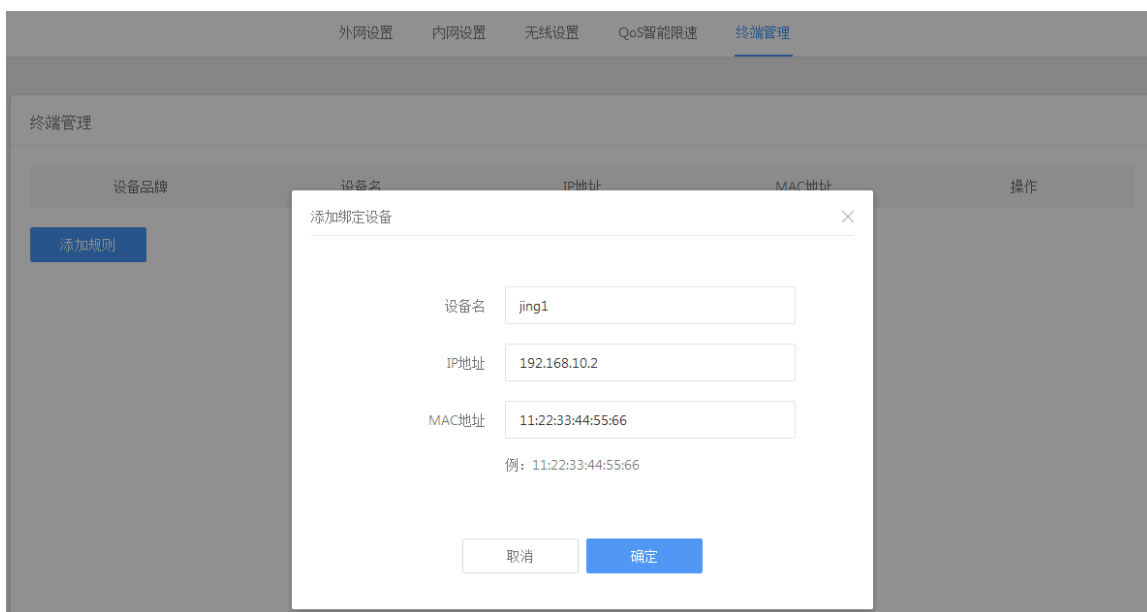 外网设置 内网设置 无线设置 QoS智能限速 终端管理
终端管理
设备品牌 设备名 IP地址 MAC地址 操作
添加规则
添加绑定设备
设备名 jing1
IP地址 192.168.10.2
MAC地址 11:22:33:44:55:66
例：11:22:33:44:55:66
取消 确定